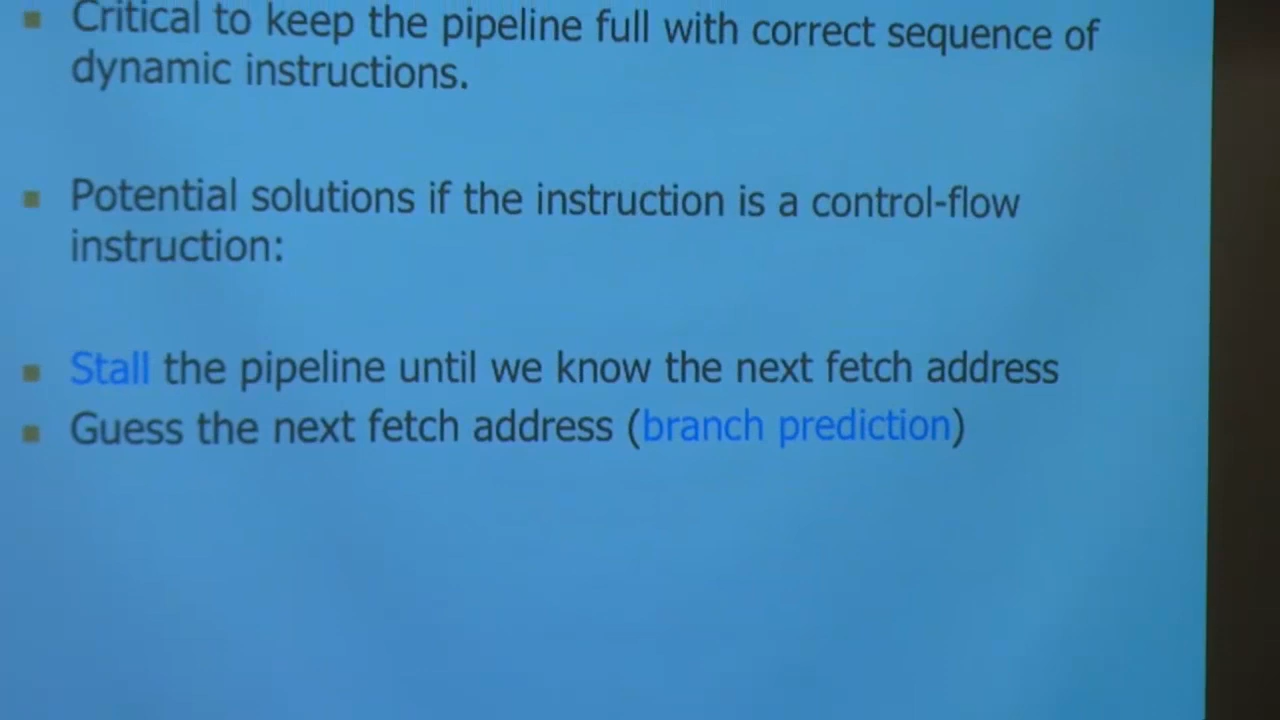 Critical to keep the pipeline full with correct sequence of
dynamic instructions.
Potential solutions if the instruction is a control-flow
instruction:
Stall the pipeline until we know the next fetch address
Guess the next fetch address (branch prediction)